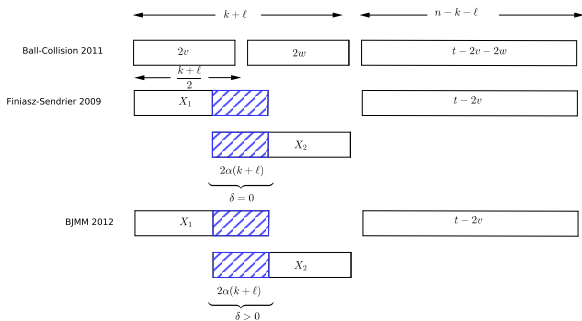 k + ℓ
n − k − ℓ
Ball-Collision 2011
2v
2w
t − 2v − 2w
k + ℓ
2
Finiasz-Sendrier 2009
X₁
t − 2v
X₂
2α(k + ℓ)
δ = 0
BJMM 2012
X₁
t − 2v
X₂
2α(k + ℓ)
δ > 0